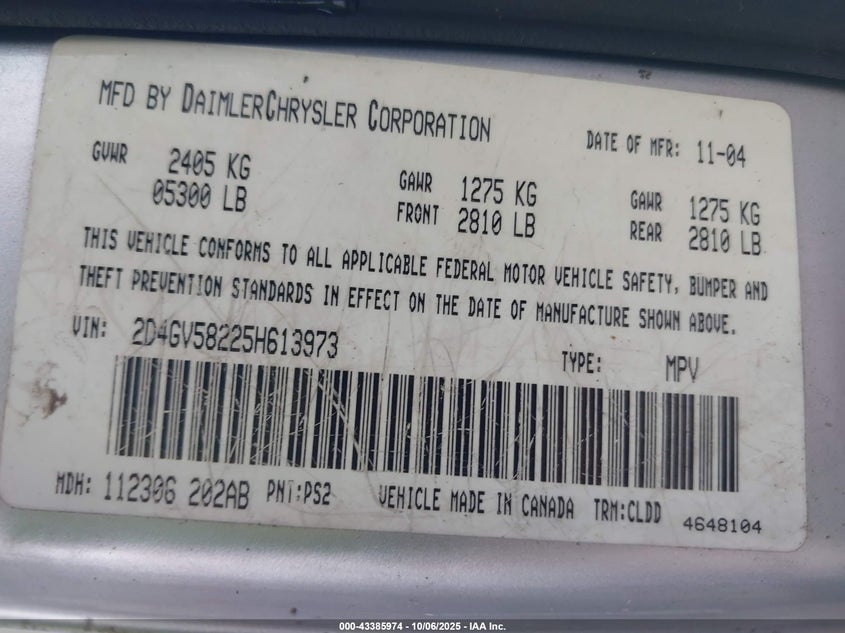 MFD BY DAIMLERCHRYSLER CORPORATION
DATE OF MFR: 11-04
GVWR 2405 KG
05300 LB
GAWR 1275 KG
FRONT 2810 LB
GAWR 1275 KG
REAR 2810 LB
THIS VEHICLE CONFORMS TO ALL APPLICABLE FEDERAL MOTOR VEHICLE SAFETY, BUMPER AND
THEFT PREVENTION STANDARDS IN EFFECT ON THE DATE OF MANUFACTURE SHOWN ABOVE.
VIN: 2D4GV58225H613973
TYPE: MPV
MDH: 112306 202AB PNT:PS2 VEHICLE MADE IN CANADA TRM:CLDD 4648104
000-43385974 - 10/06/2025 - IAA Inc.